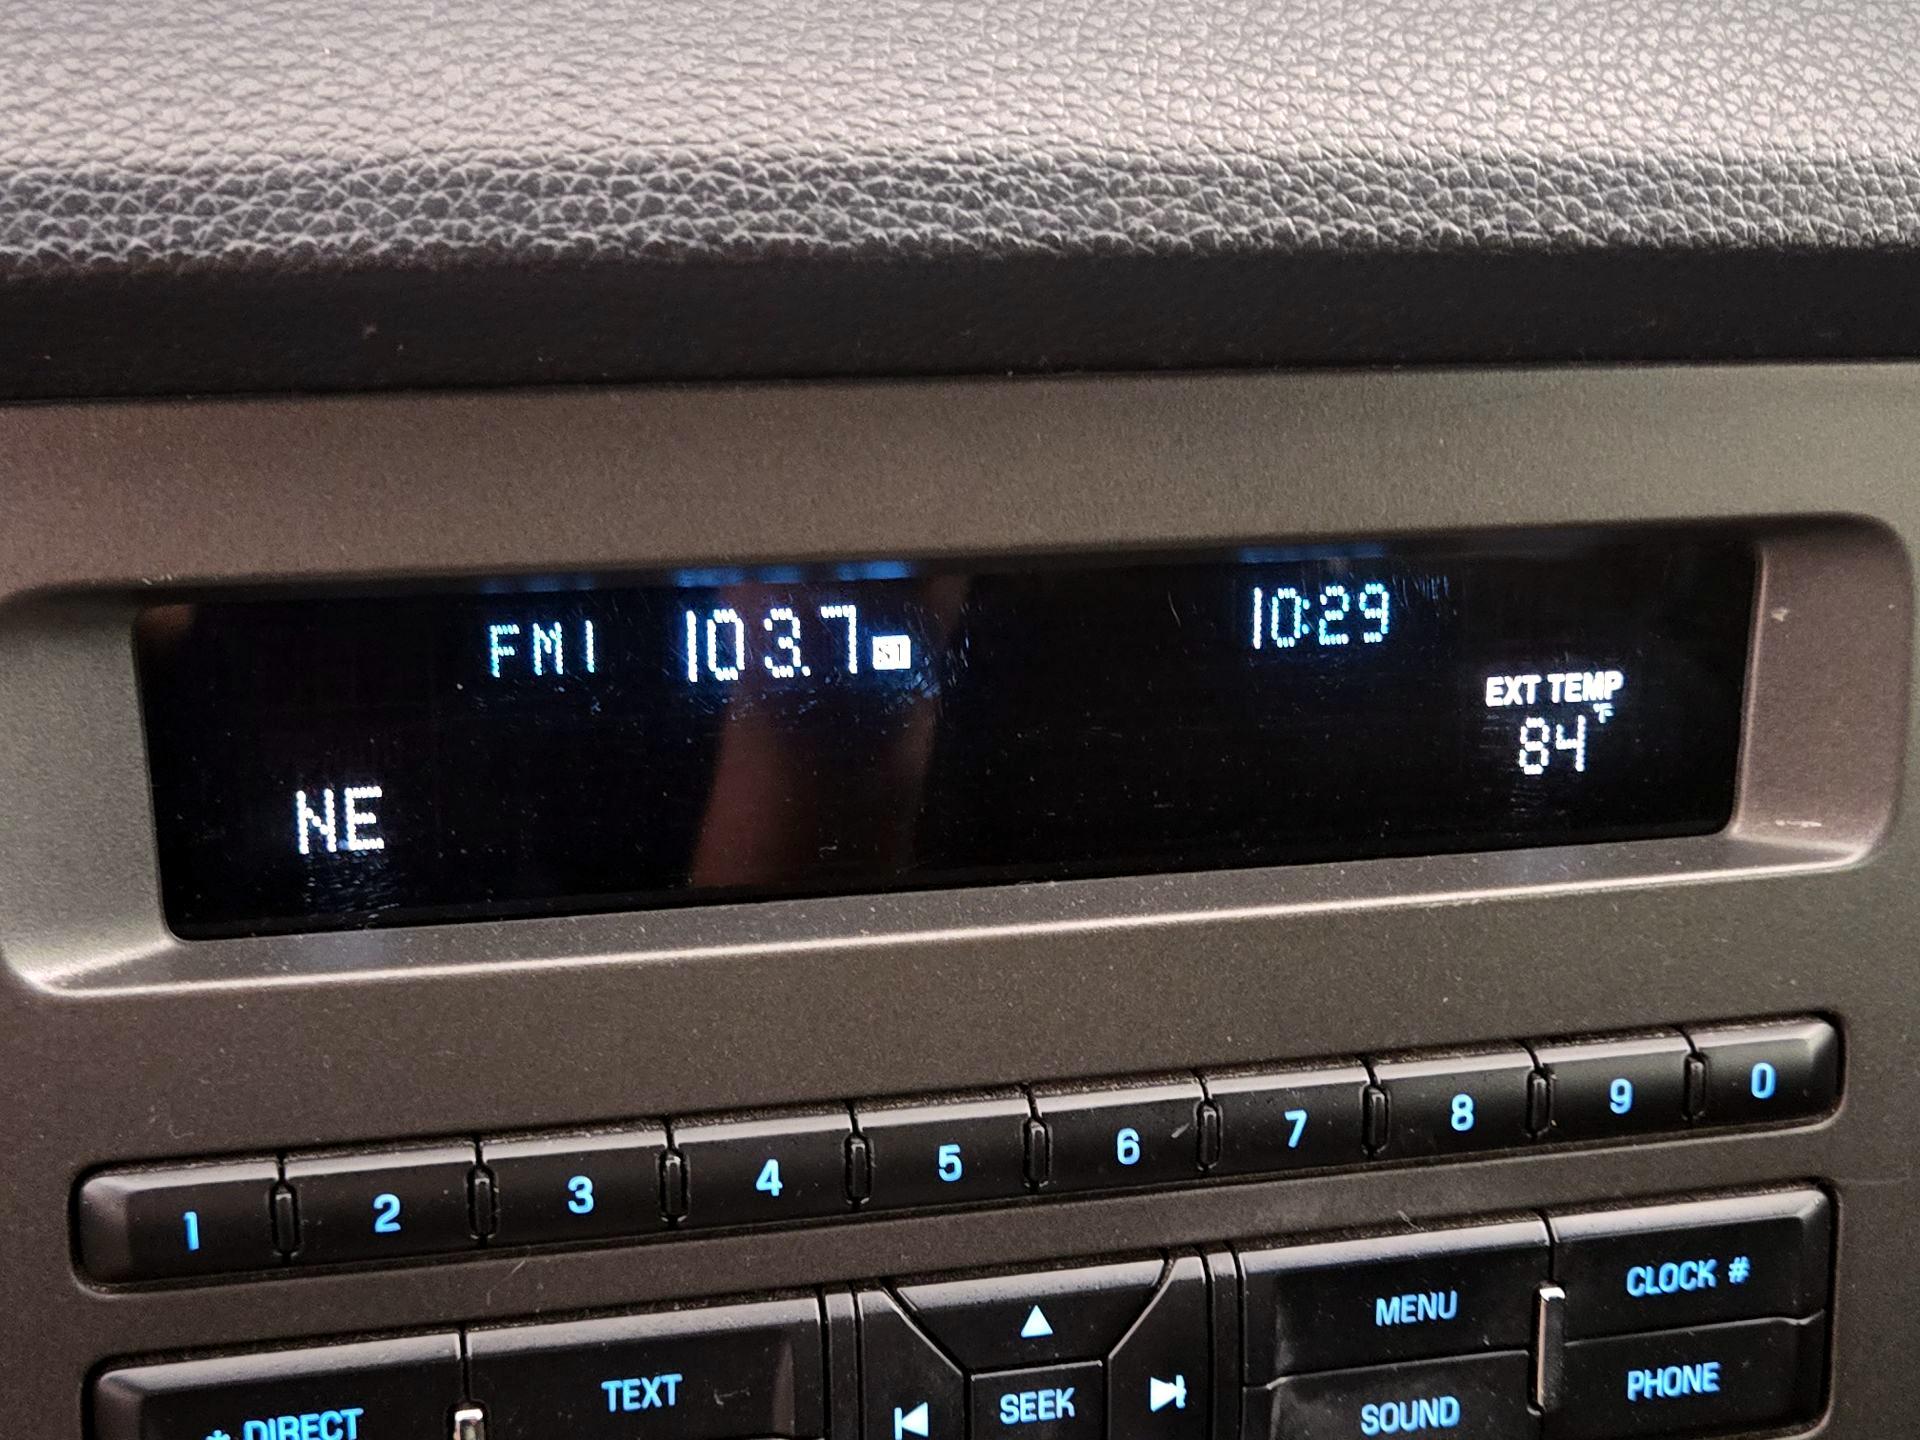 FM1 103.7 ST 10:29
EXT TEMP
84°F
NE
1 2 3 4 5 6 7 8 9 0
* DIRECT TEXT SEEK MENU CLOCK #
SOUND PHONE